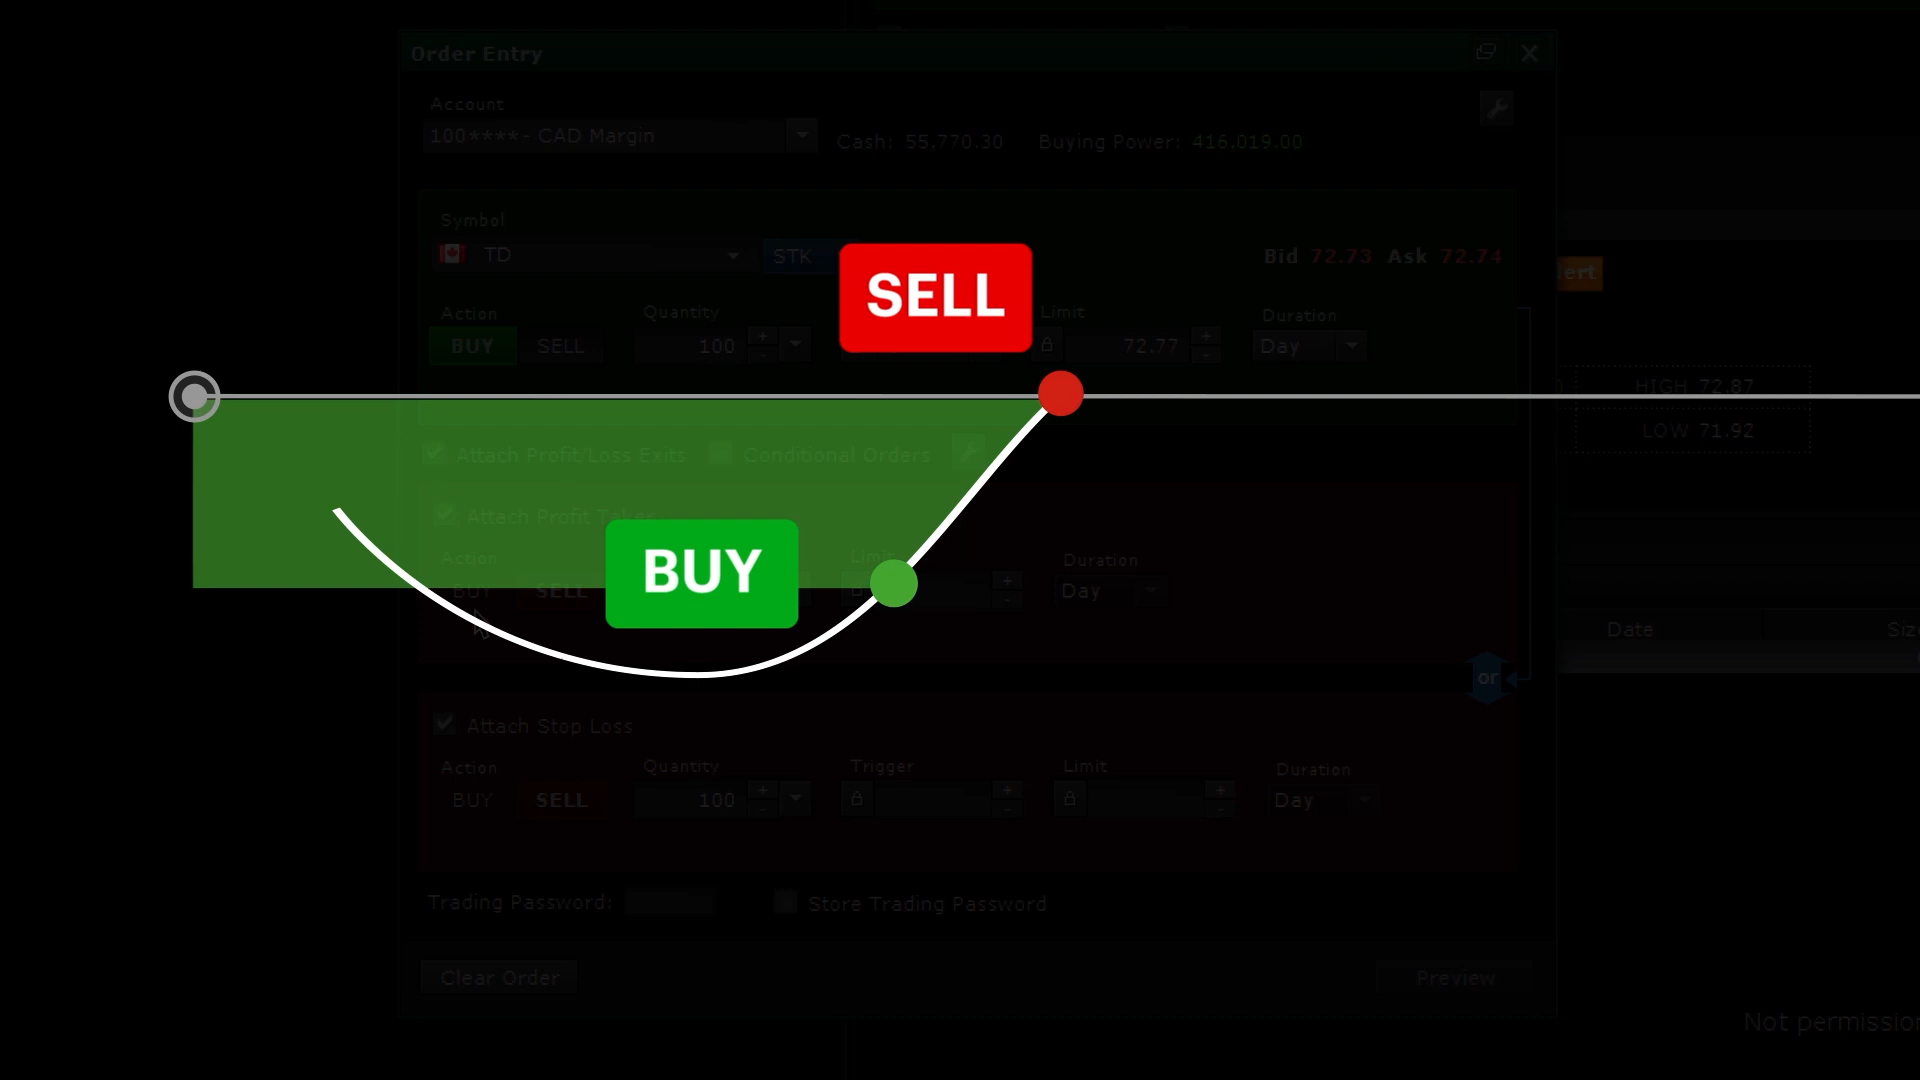 Order Entry
Account
100****- CAD Margin
Cash: 55,770.30 Buying Power: 416,019.00
Symbol
TD STK Bid 72.73 Ask 72.74
SELL
Action Quantity Limit Duration
BUY SELL 100 72.77 Day
HIGH 72.87
LOW 71.92
Attach Profit/Loss Exits Conditional Orders
Attach Profit Taker
Action Limit Duration
BUY SELL Day
BUY
Date
or
Attach Stop Loss
Action Quantity Trigger Limit Duration
BUY SELL 100 Day
Trading Password: Store Trading Password
Clear Order Preview
Not